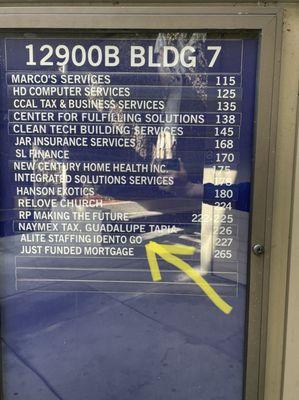 12900B BLDG 7
MARCO'S SERVICES 115
HD COMPUTER SERVICES 125
CCAL TAX & BUSINESS SERVICES 135
CENTER FOR FULFILLING SOLUTIONS 138
CLEAN TECH BUILDING SERVICES 145
JAR INSURANCE SERVICES 168
SL FINANCE 170
NEW CENTURY HOME HEALTH INC. 175
INTEGRATED SOLUTIONS SERVICES 178
HANSON EXOTICS 180
RELOVE CHURCH 224
RP MAKING THE FUTURE 222-225
NAYMEX TAX, GUADALUPE TAPIA 226
ALITE STAFFING IDENTO GO 227
JUST FUNDED MORTGAGE 265